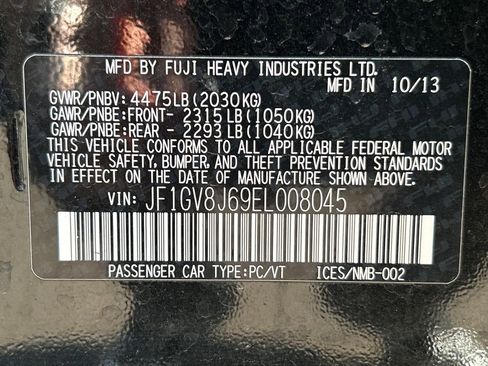 MFD BY FUJI HEAVY INDUSTRIES LTD.
MFD IN 10/13
GVWR/PNBV: 4475LB (2030KG)
GAWR/PNBE:FRONT- 2315LB (1050KG)
GAWR/PNBE:REAR - 2293LB (1040KG)
THIS VEHICLE CONFORMS TO ALL APPLICABLE FEDERAL MOTOR
VEHICLE SAFETY, BUMPER, AND THEFT PREVENTION STANDARDS
IN EFFECT ON THE DATE OF MANUFACTURE SHOWN ABOVE.
VIN: JF1GV8J69EL008045
PASSENGER CAR TYPE:PC/VT ICES/NMB-002